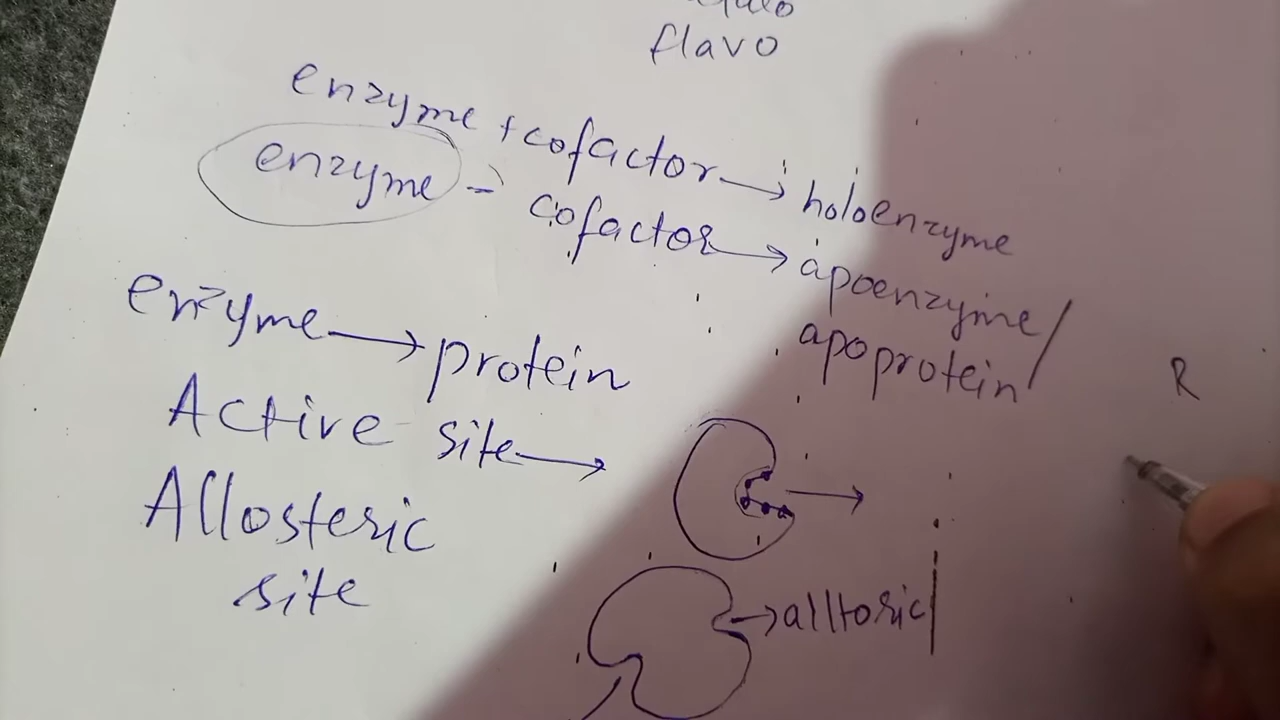 flavo
enzyme + cofactor → holoenzyme
enzyme - cofactor → apoenzyme/
apoprotein
enzyme → protein
R
Active site →
Allosteric
site
→ alltoric